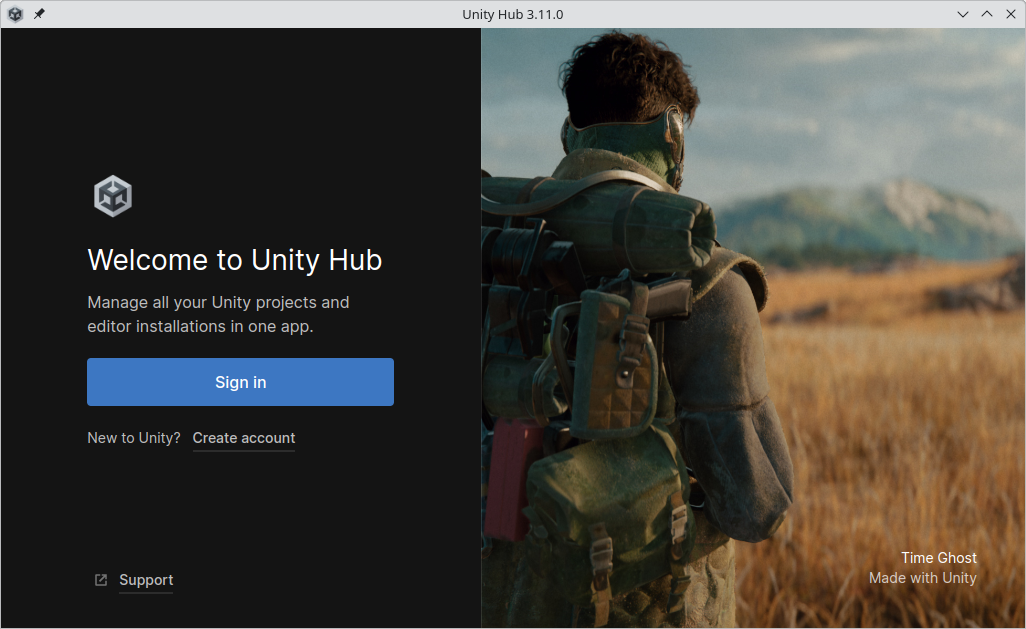 Unity Hub 3.11.0
Welcome to Unity Hub
Manage all your Unity projects and
editor installations in one app.
Sign in
New to Unity? Create account
Support
Time Ghost
Made with Unity